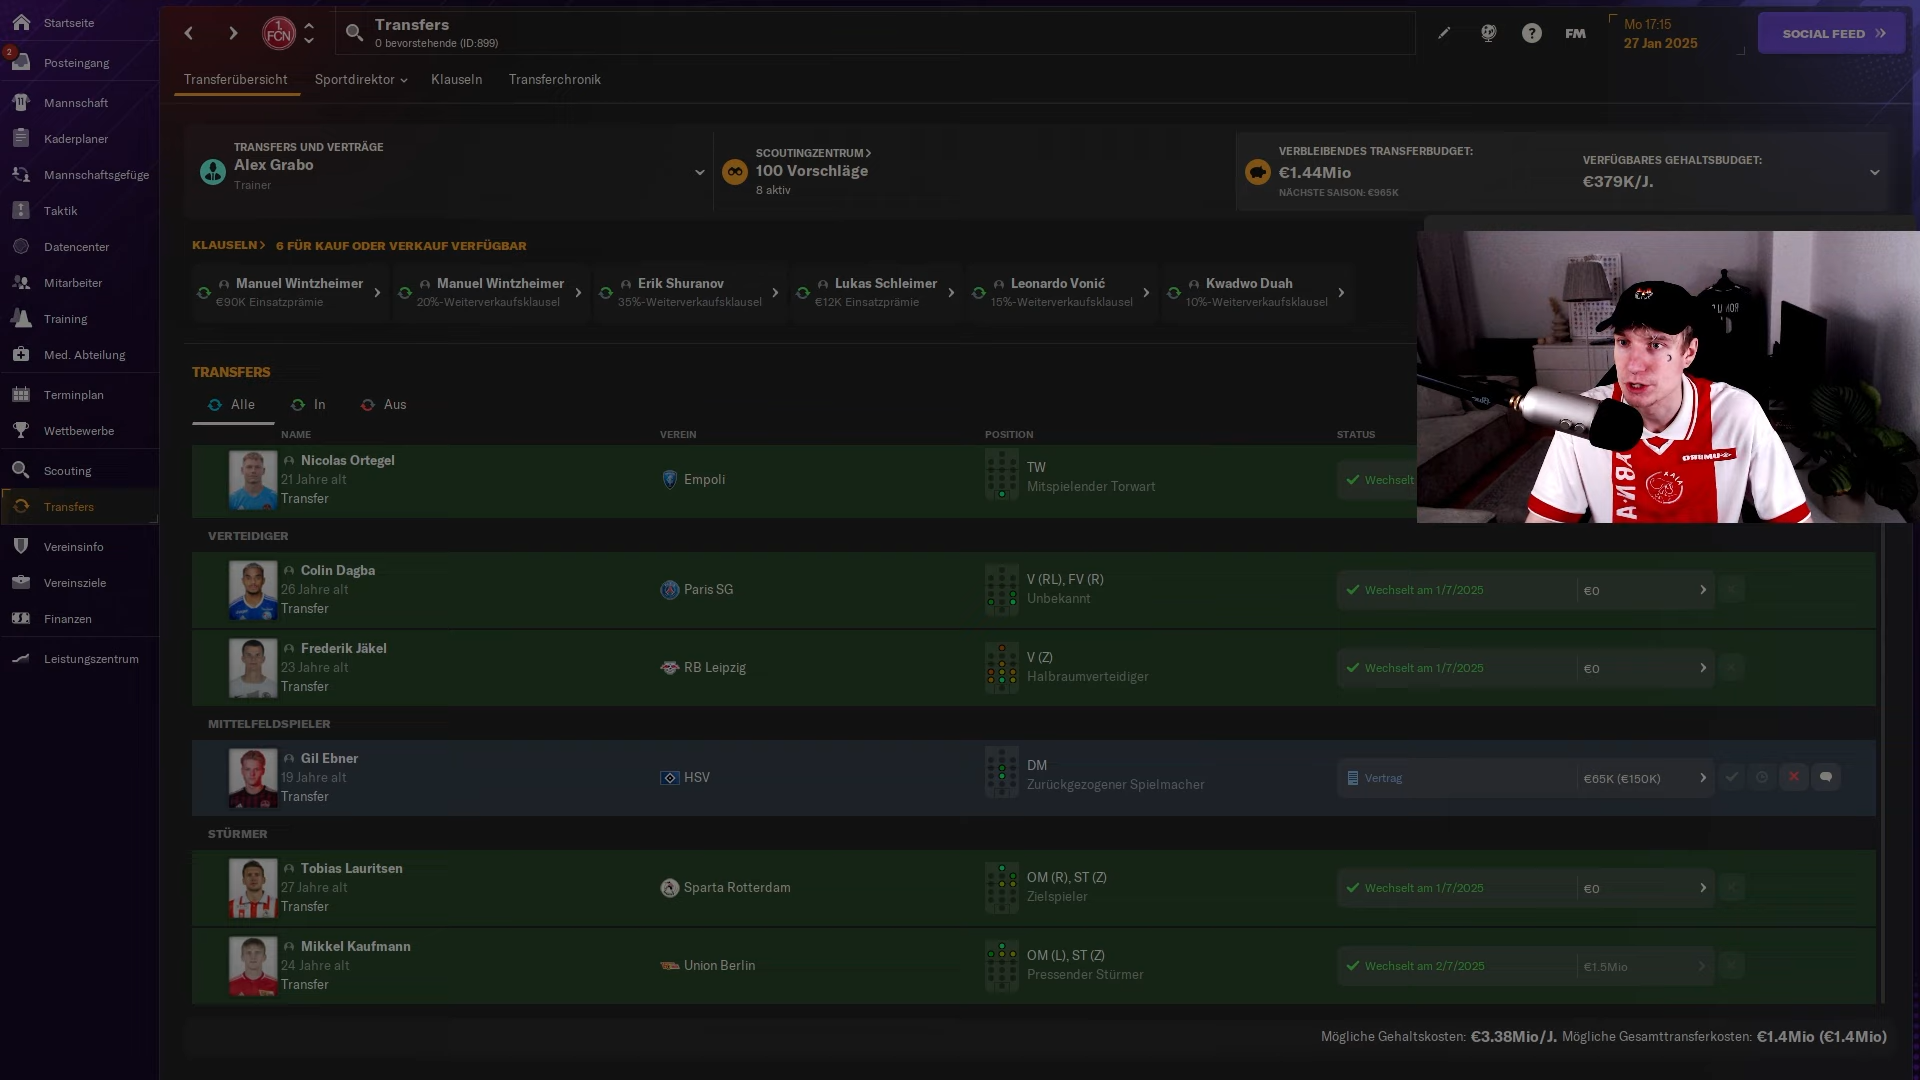 Startseite
2
Posteingang
Mannschaft
Kaderplaner
Mannschaftsgefüge
Taktik
Datencenter
Mitarbeiter
Training
Med. Abteilung
Terminplan
Wettbewerbe
Scouting
Transfers
Vereinsinfo
Vereinsziele
Finanzen
Leistungszentrum
1.
FCN
Transfers
0 bevorstehende (ID:899)
?
FM
Mo 17:15
27 Jan 2025
SOCIAL FEED
Transferübersicht Sportdirektor Klauseln Transferchronik
TRANSFERS UND VERTRÄGE
Alex Grabo
Trainer
SCOUTINGZENTRUM
100 Vorschläge
8 aktiv
VERBLEIBENDES TRANSFERBUDGET:
€1.44Mio
NÄCHSTE SAISON: €965K
VERFÜGBARES GEHALTSBUDGET:
€379K/J.
KLAUSELN 6 FÜR KAUF ODER VERKAUF VERFÜGBAR
Manuel Wintzheimer
€90K Einsatzprämie
Manuel Wintzheimer
20%-Weiterverkaufsklausel
Erik Shuranov
35%-Weiterverkaufsklausel
Lukas Schleimer
€12K Einsatzprämie
Leonardo Vonić
15%-Weiterverkaufsklausel
Kwadwo Duah
10%-Weiterverkaufsklausel
TRANSFERS
Alle In Aus
NAME VEREIN POSITION STATUS
Nicolas Ortegel
21 Jahre alt
Transfer
Empoli
TW
Mitspielender Torwart
Wechselt
VERTEIDIGER
Colin Dagba
26 Jahre alt
Transfer
Paris SG
V (RL), FV (R)
Unbekannt
Wechselt am 1/7/2025 €0
Frederik Jäkel
23 Jahre alt
Transfer
RB Leipzig
V (Z)
Halbraumverteidiger
Wechselt am 1/7/2025 €0
MITTELFELDSPIELER
Gil Ebner
19 Jahre alt
Transfer
HSV
DM
Zurückgezogener Spielmacher
Vertrag €65K (€150K)
STÜRMER
Tobias Lauritsen
27 Jahre alt
Transfer
Sparta Rotterdam
OM (R), ST (Z)
Zielspieler
Wechselt am 1/7/2025 €0
Mikkel Kaufmann
24 Jahre alt
Transfer
Union Berlin
OM (L), ST (Z)
Pressender Stürmer
Wechselt am 2/7/2025 €1.5Mio
Mögliche Gehaltskosten: €3.38Mio/J. Mögliche Gesamttransferkosten: €1.4Mio (€1.4Mio)